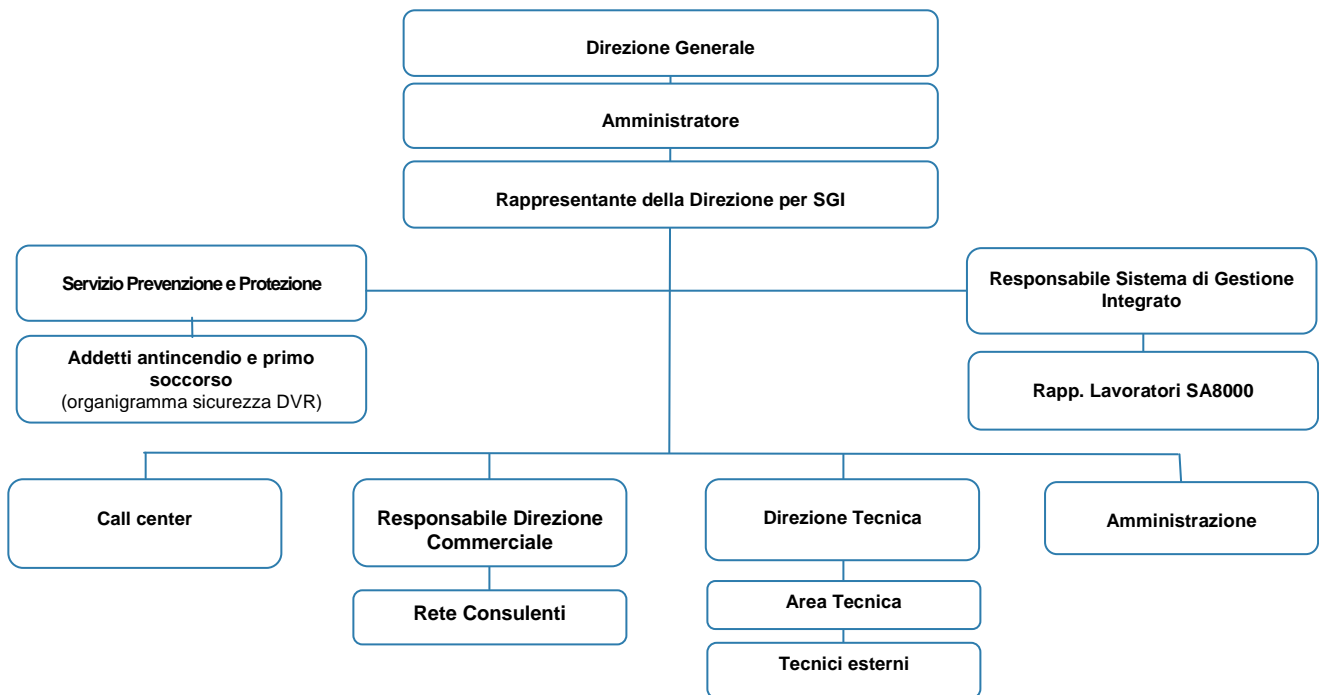 Direzione Generale
Amministratore
Rappresentante della Direzione per SGI
Servizio Prevenzione e Protezione
Responsabile Sistema di Gestione
Integrato
Addetti antincendio e primo
soccorso
(organigramma sicurezza DVR)
Rapp. Lavoratori SA8000
Call center
Responsabile Direzione
Commerciale
Direzione Tecnica
Amministrazione
Rete Consulenti
Area Tecnica
Tecnici esterni